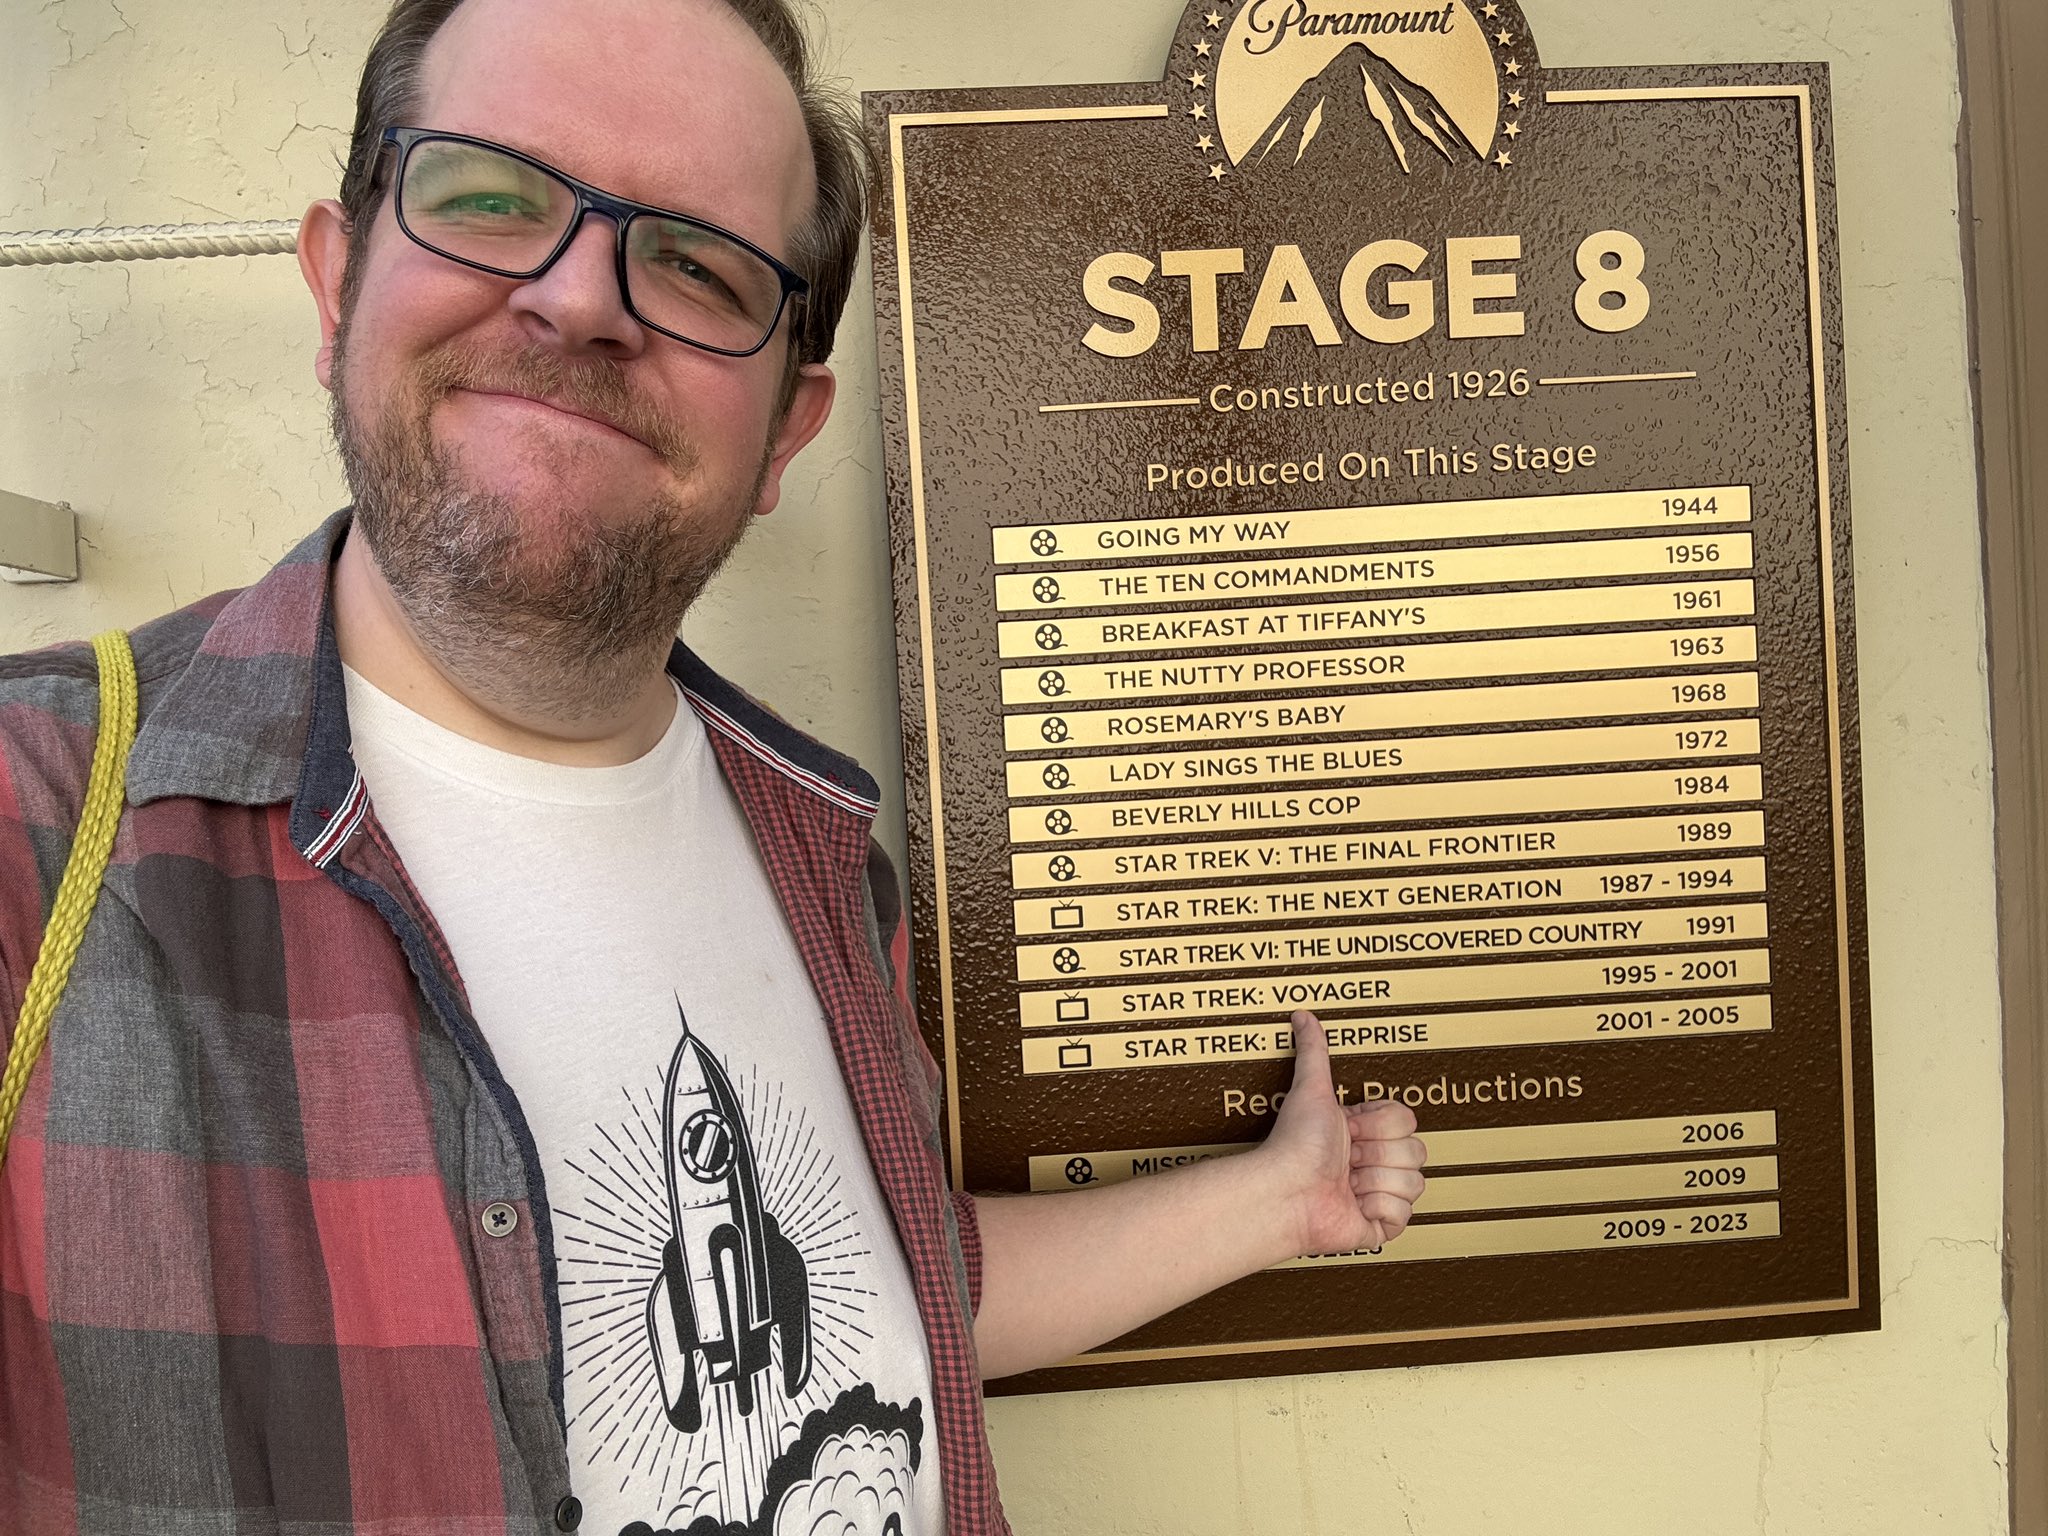 Paramount
STAGE 8
Constructed 1926
Produced On This Stage
GOING MY WAY 1944
THE TEN COMMANDMENTS 1956
BREAKFAST AT TIFFANY'S 1961
THE NUTTY PROFESSOR 1963
ROSEMARY'S BABY 1968
LADY SINGS THE BLUES 1972
BEVERLY HILLS COP 1984
STAR TREK V: THE FINAL FRONTIER 1989
STAR TREK: THE NEXT GENERATION 1987 - 1994
STAR TREK VI: THE UNDISCOVERED COUNTRY 1991
STAR TREK: VOYAGER 1995 - 2001
STAR TREK: ERPRISE 2001 - 2005
Productions
2006
2009
2009 - 2023